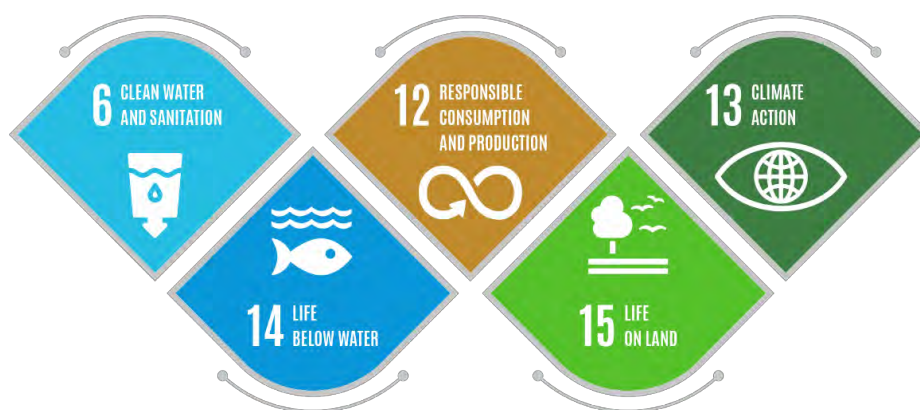 6 CLEAN WATER
AND SANITATION
12 RESPONSIBLE
CONSUMPTION
AND PRODUCTION
13 CLIMATE
ACTION
14 LIFE
BELOW WATER
15 LIFE
ON LAND